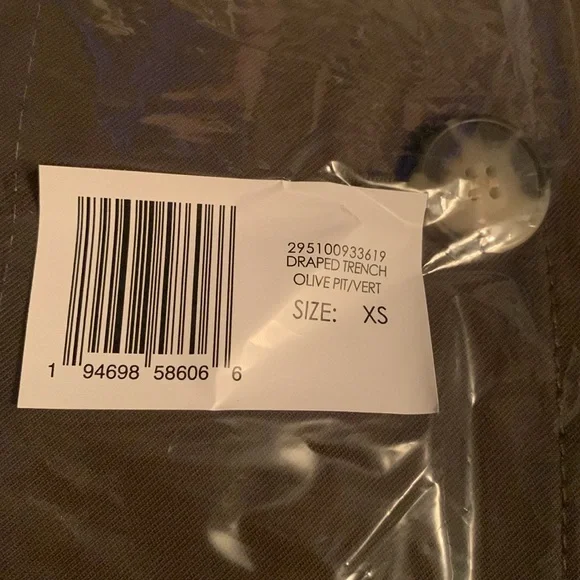 295100933619
DRAPED TRENCH
OLIVE PIT/VERT
SIZE: XS
1 94698 58606 6